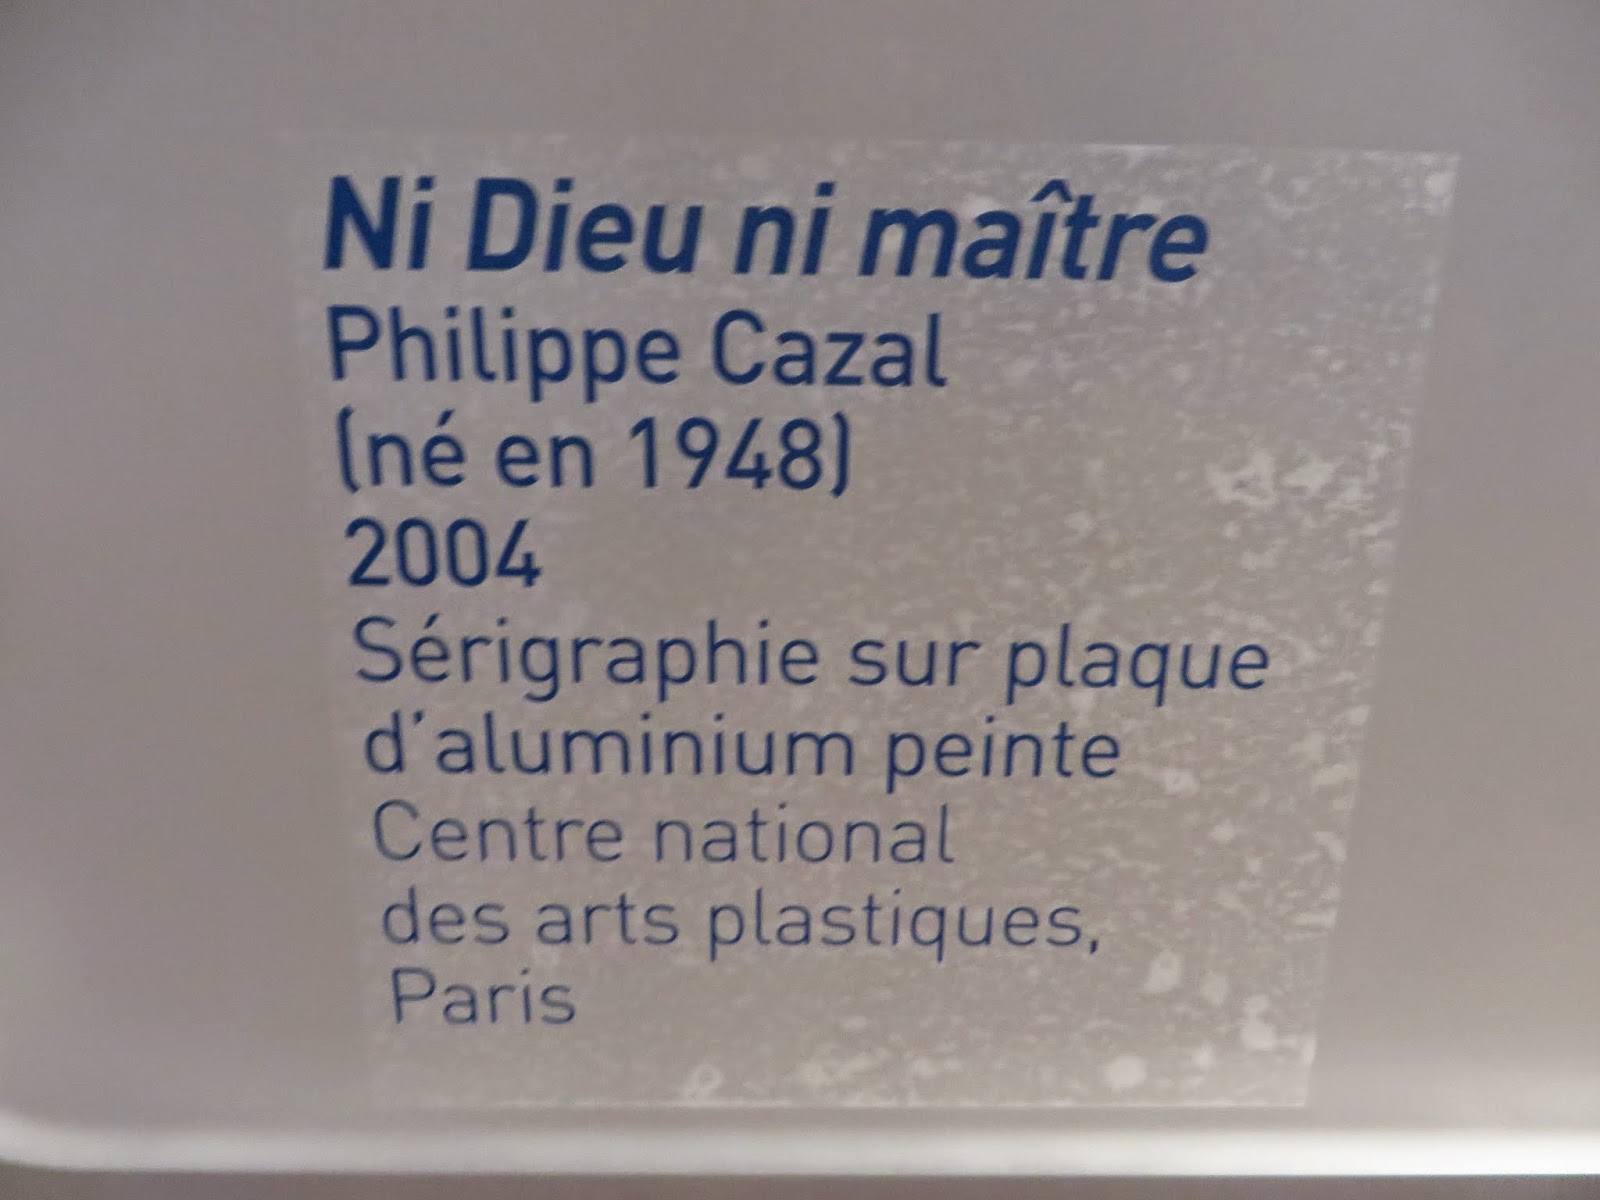 Ni Dieu ni maître
Philippe Cazal
(né en 1948)
2004
Sérigraphie sur plaque
d'aluminium peinte
Centre national
des arts plastiques,
Paris